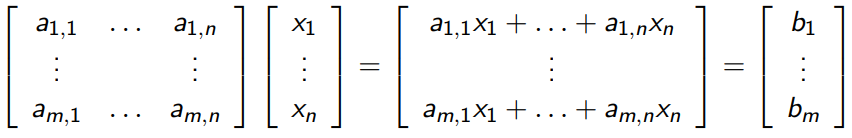 [ a₁,₁ … a₁,ₙ ] [ x₁ ] = [ a₁,₁x₁ + … + a₁,ₙxₙ ] = [ b₁ ]
[ ⋮ ⋮ ] [ ⋮ ] [ ⋮ ] [ ⋮ ]
[ aₘ,₁ … aₘ,ₙ ] [ xₙ ] [ aₘ,₁x₁ + … + aₘ,ₙxₙ ] [ bₘ ]